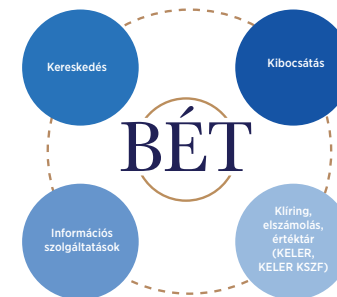 Kereskedés
Kibocsátás
BÉT
Információs
szolgáltatások
Klíring,
elszámolás,
értéktár
(KELER,
KELER KSZF)